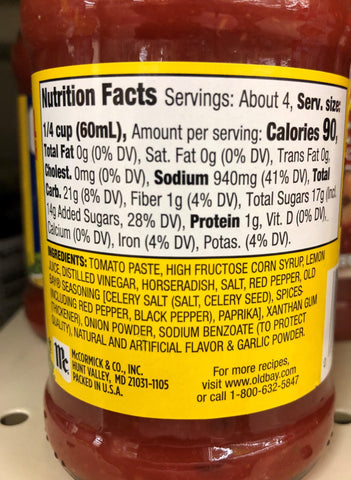 Nutrition Facts Servings: About 4, Serv. size:
1/4 cup (60mL), Amount per serving: Calories 90,
Total Fat 0g (0% DV), Sat. Fat 0g (0% DV), Trans Fat 0g,
Cholest. 0mg (0% DV), Sodium 940mg (41% DV), Total
Carb. 21g (8% DV), Fiber 1g (4% DV), Total Sugars 17g (Incl.
14g Added Sugars, 28% DV), Protein 1g, Vit. D (0% DV),
Calcium (0% DV), Iron (4% DV), Potas. (4% DV).
INGREDIENTS: TOMATO PASTE, HIGH FRUCTOSE CORN SYRUP, LEMON
JUICE, DISTILLED VINEGAR, HORSERADISH, SALT, RED PEPPER, OLD
BAY® SEASONING [CELERY SALT (SALT, CELERY SEED), SPICES
(INCLUDING RED PEPPER, BLACK PEPPER), PAPRIKA], XANTHAN GUM
(THICKENER), ONION POWDER, SODIUM BENZOATE (TO PROTECT
QUALITY), NATURAL AND ARTIFICIAL FLAVOR & GARLIC POWDER.
Mc
McCORMICK & CO., INC.
HUNT VALLEY, MD 21031-1105
PACKED IN U.S.A.
For more recipes,
visit www.oldbay.com
or call 1-800-632-5847